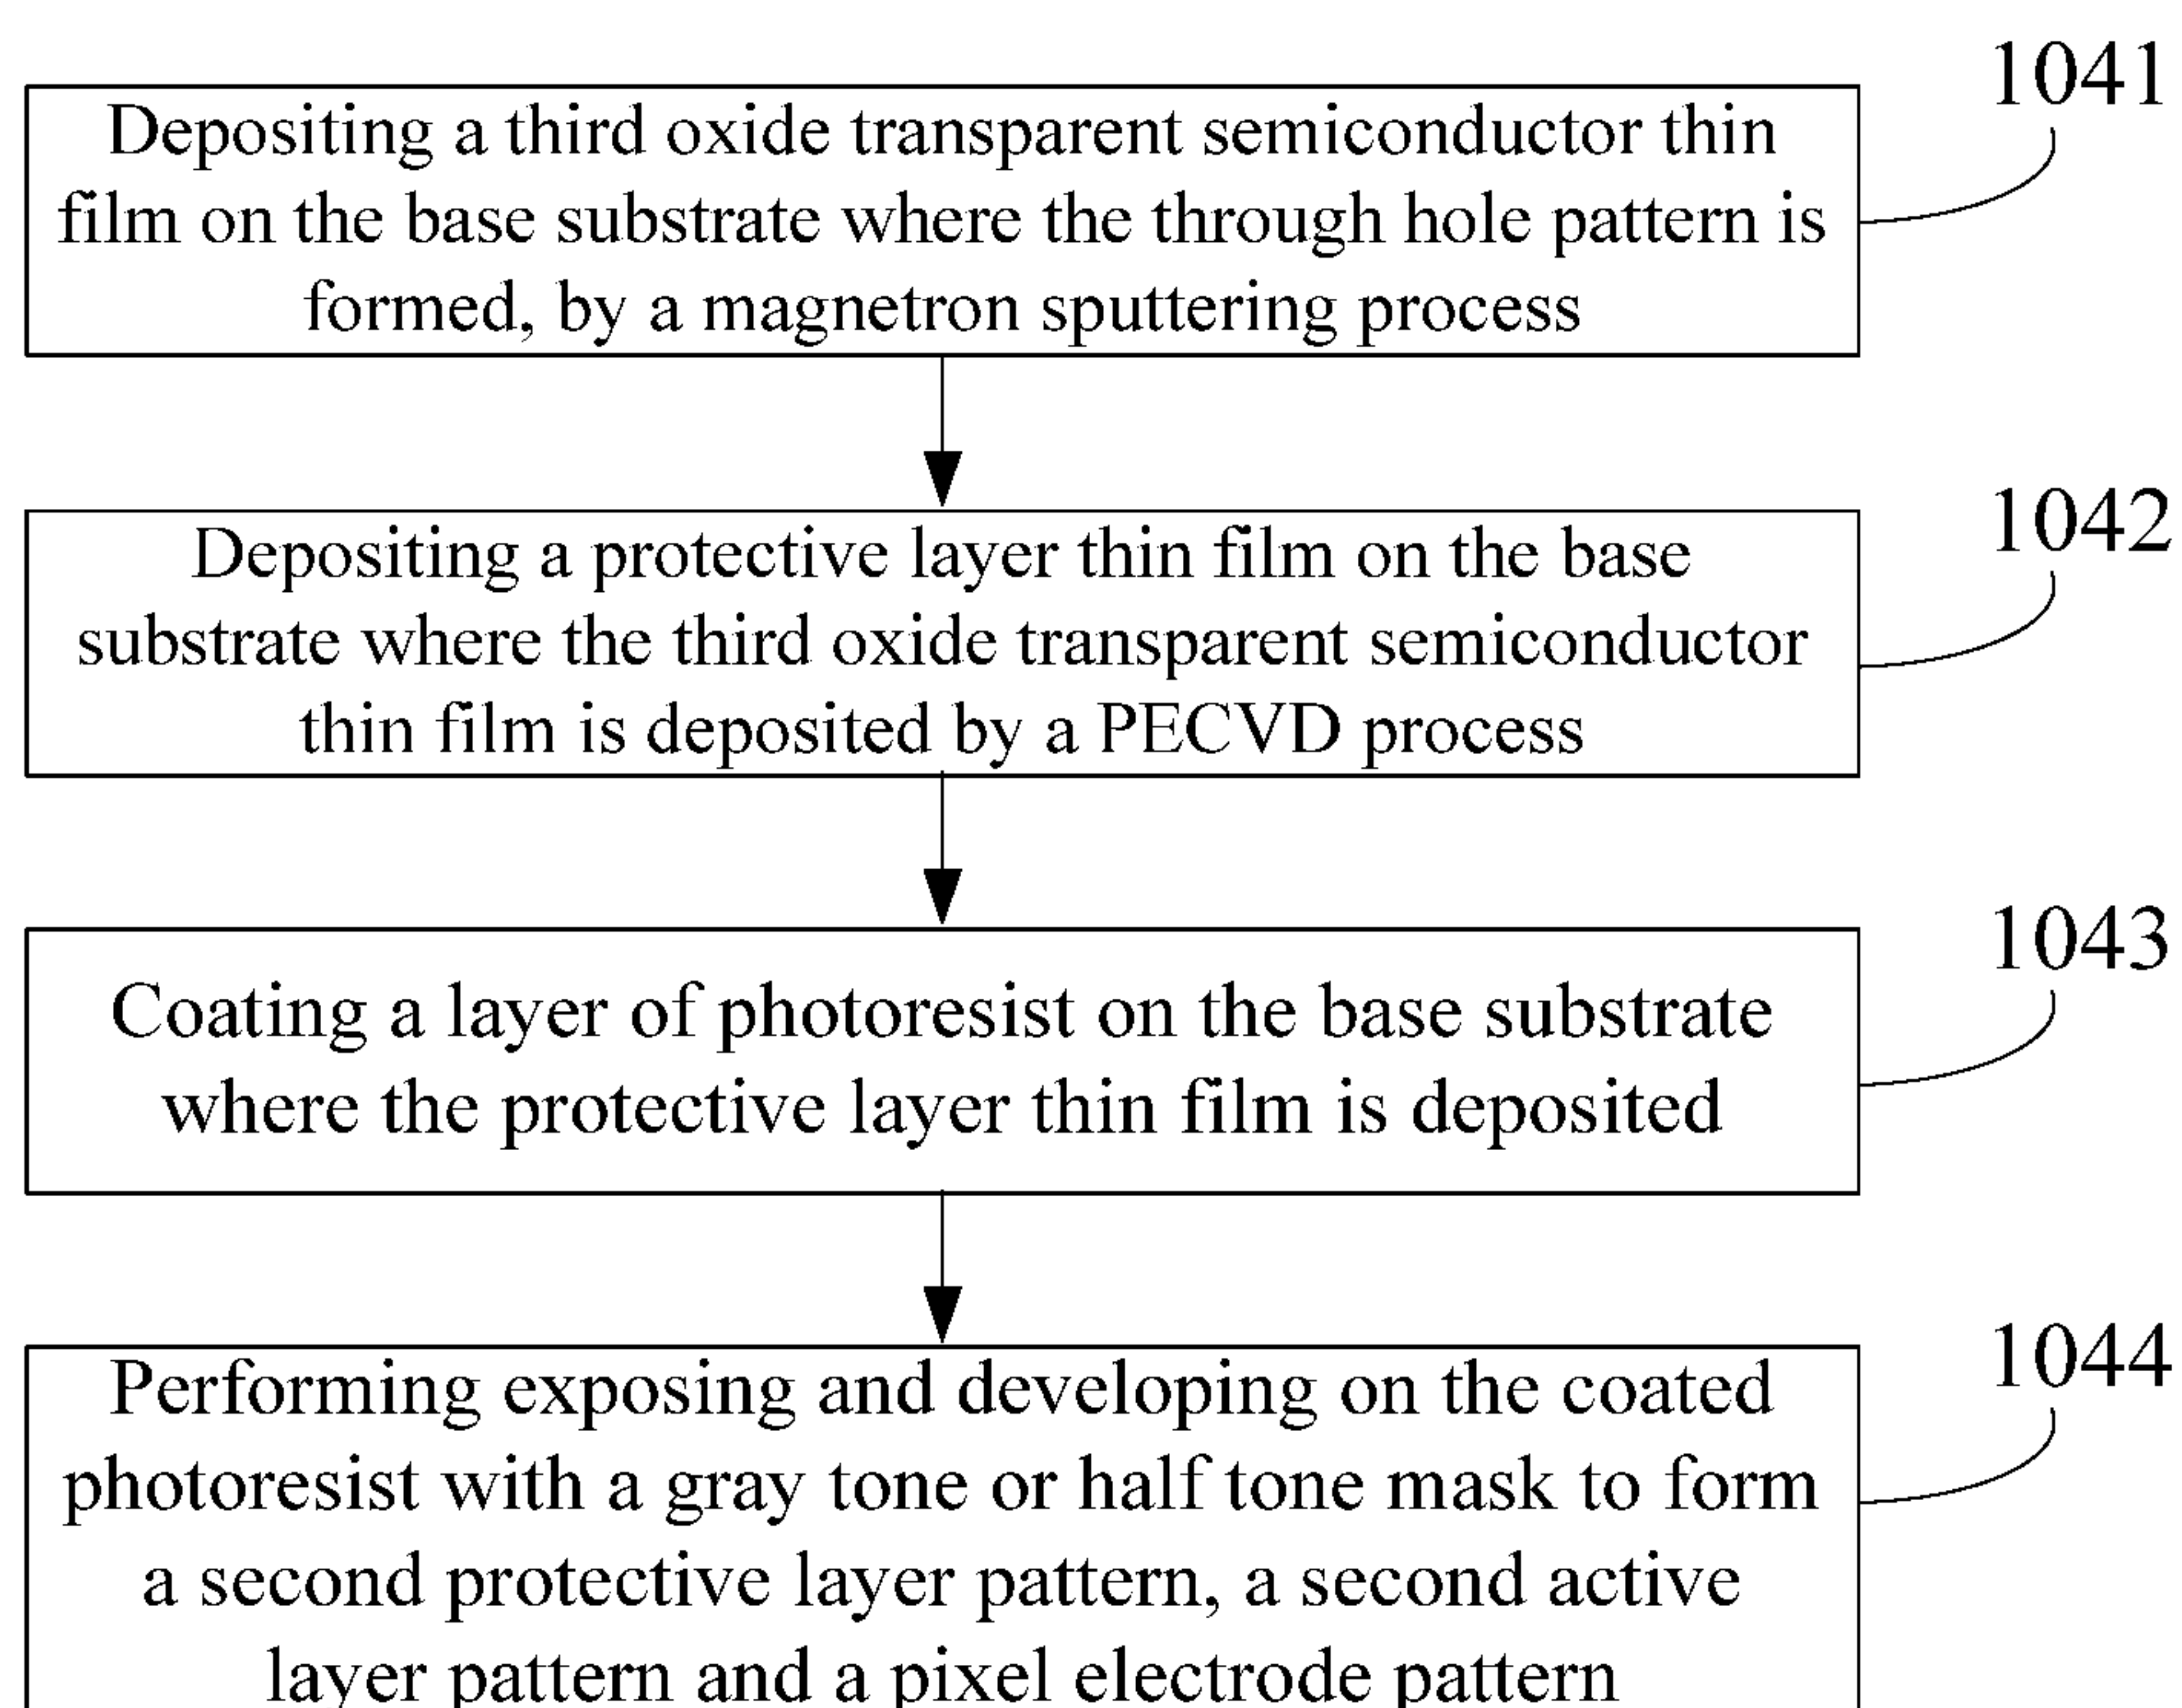 1041
Depositing a third oxide transparent semiconductor thin
film on the base substrate where the through hole pattern is
formed, by a magnetron sputtering process
1042
Depositing a protective layer thin film on the base
substrate where the third oxide transparent semiconductor
thin film is deposited by a PECVD process
1043
Coating a layer of photoresist on the base substrate
where the protective layer thin film is deposited
1044
Performing exposing and developing on the coated
photoresist with a gray tone or half tone mask to form
a second protective layer pattern, a second active
layer pattern and a pixel electrode pattern